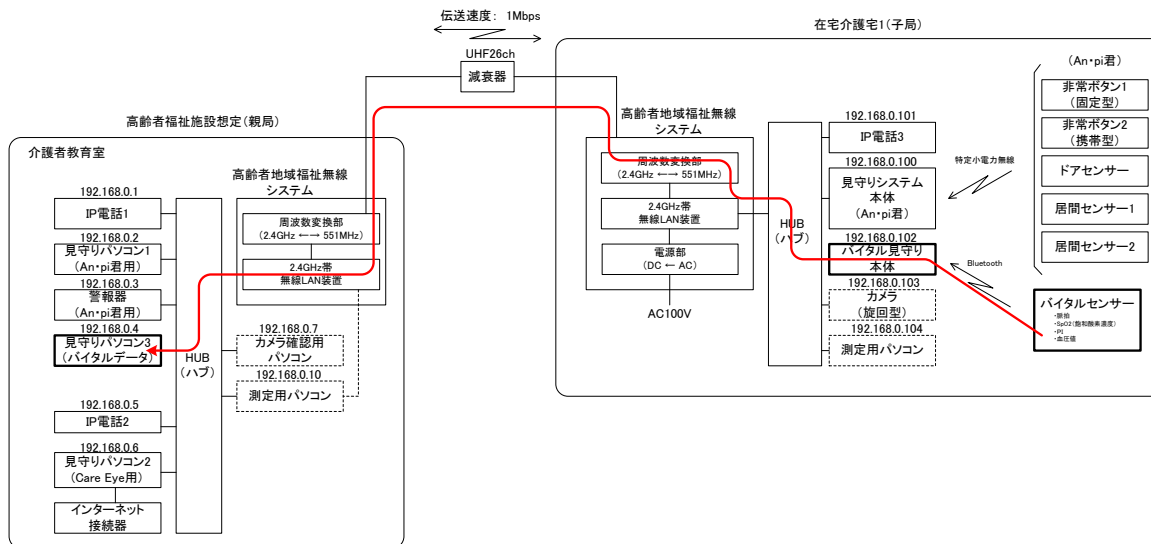 伝送速度： 1Mbps
UHF26ch
減衰器
高齢者福祉施設想定(親局)
介護者教育室
192.168.0.1
IP電話1
192.168.0.2
見守りパソコン1
(An・pi君用)
192.168.0.3
警報器
(An・pi君用)
192.168.0.4
見守りパソコン3
(バイタルデータ)
192.168.0.5
IP電話2
192.168.0.6
見守りパソコン2
(Care Eye用)
インターネット
接続器
HUB
(ハブ)
高齢者地域福祉無線
システム
周波数変換部
(2.4GHz ←→ 551MHz)
2.4GHz帯
無線LAN装置
192.168.0.7
カメラ確認用
パソコン
192.168.0.10
測定用パソコン
在宅介護宅1(子局)
高齢者地域福祉無線
システム
周波数変換部
(2.4GHz ←→ 551MHz)
2.4GHz帯
無線LAN装置
電源部
(DC ← AC)
AC100V
HUB
(ハブ)
192.168.0.101
IP電話3
192.168.0.100
見守りシステム
本体
(An・pi君)
192.168.0.102
バイタル見守り
本体
192.168.0.103
カメラ
(旋回型)
192.168.0.104
測定用パソコン
特定小電力無線
Bluetooth
(An・pi君)
非常ボタン1
(固定型)
非常ボタン2
(携帯型)
ドアセンサー
居間センサー1
居間センサー2
バイタルセンサー
・脈拍
・SpO2(飽和酸素濃度)
・PI
・血圧値